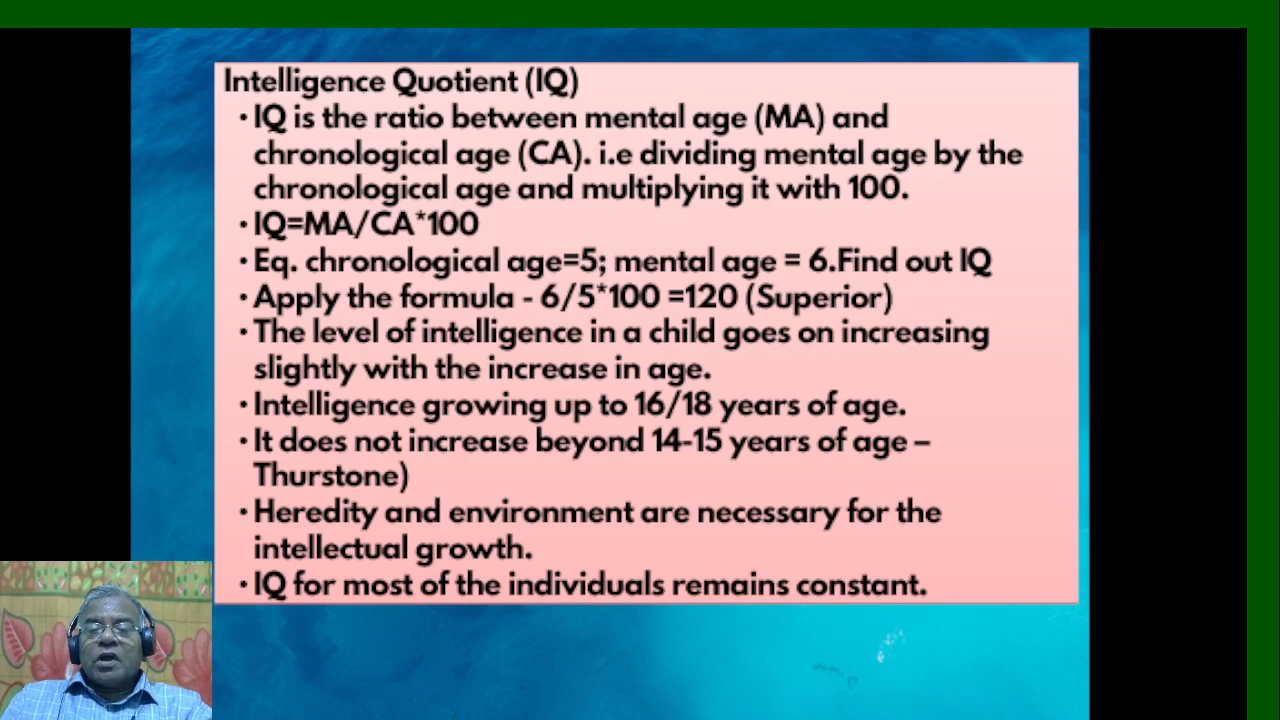 Intelligence Quotient (IQ)
• IQ is the ratio between mental age (MA) and
chronological age (CA). i.e dividing mental age by the
chronological age and multiplying it with 100.
• IQ=MA/CA*100
• Eq. chronological age=5; mental age = 6.Find out IQ
• Apply the formula - 6/5*100 =120 (Superior)
• The level of intelligence in a child goes on increasing
slightly with the increase in age.
• Intelligence growing up to 16/18 years of age.
• It does not increase beyond 14-15 years of age –
Thurstone)
• Heredity and environment are necessary for the
intellectual growth.
• IQ for most of the individuals remains constant.